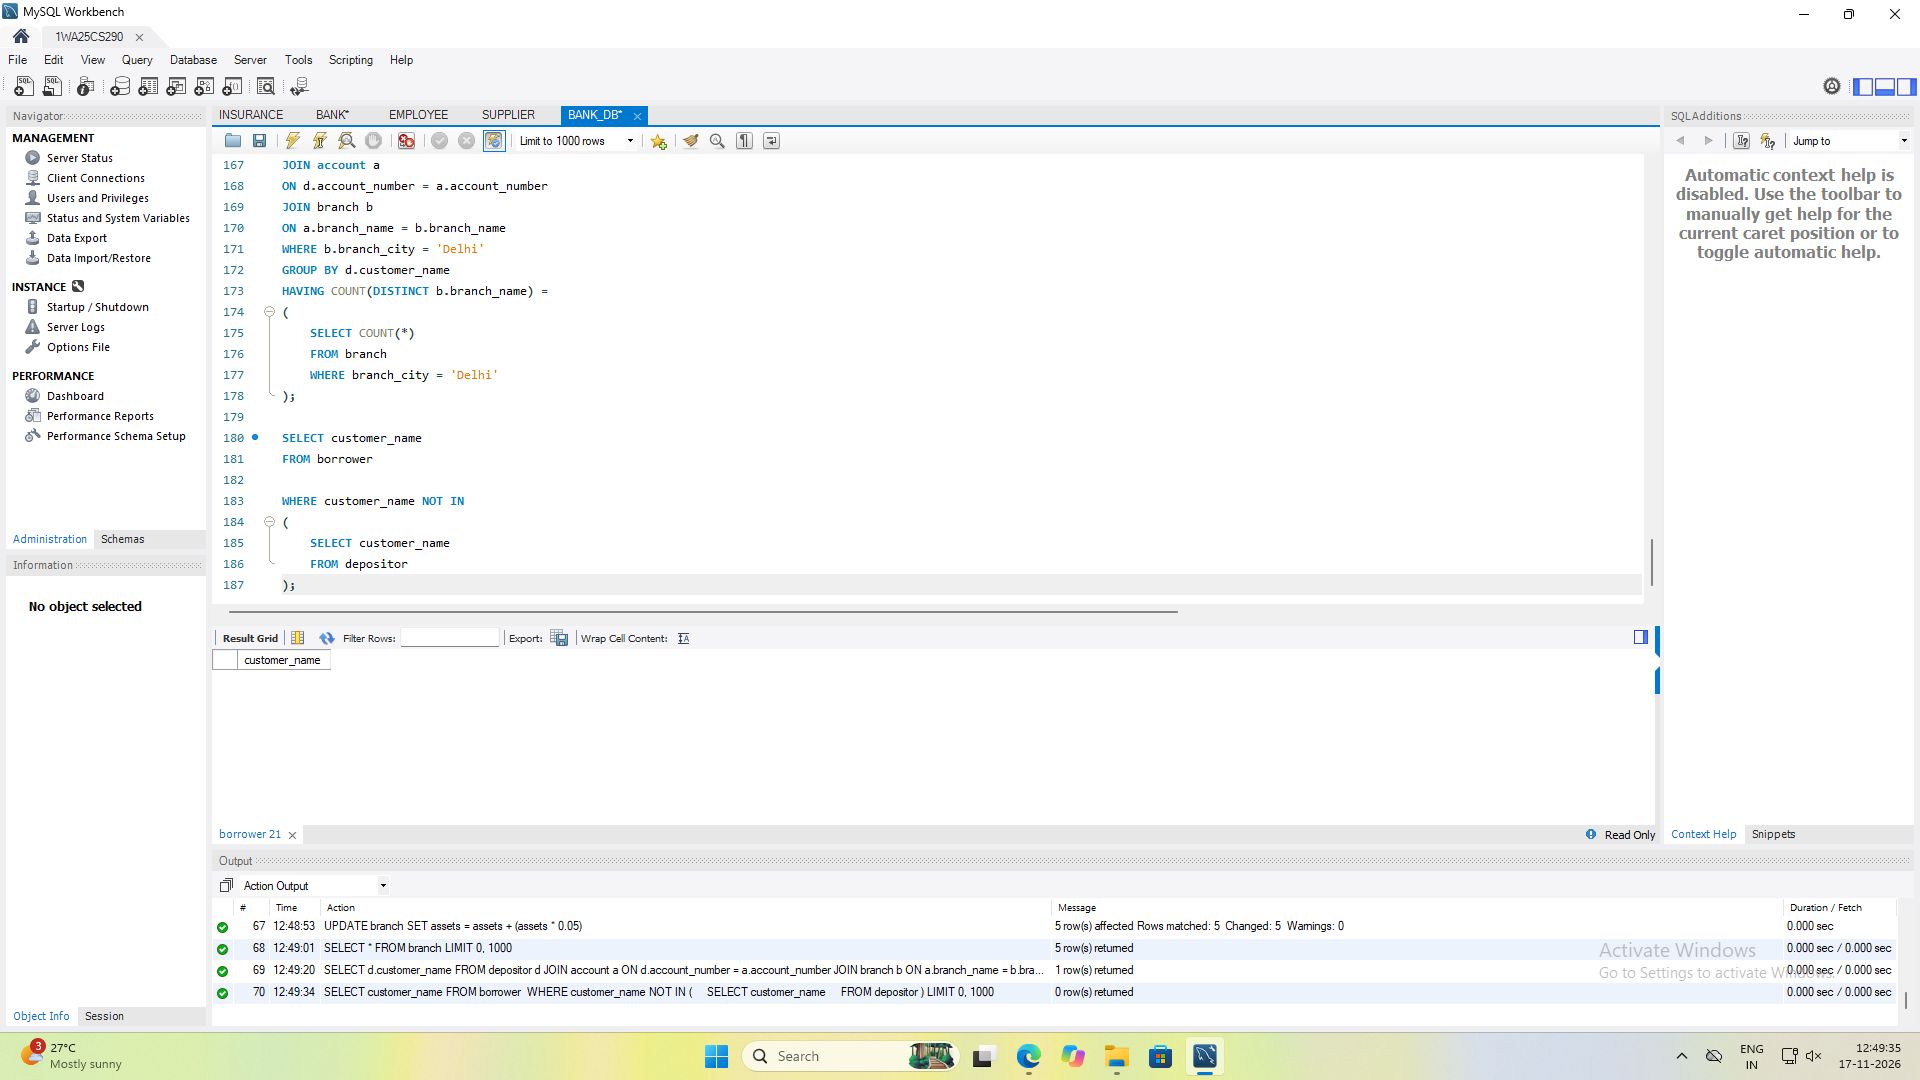 MySQL Workbench
1WA25CS290
File Edit View Query Database Server Tools Scripting Help
Navigator
MANAGEMENT
Server Status
Client Connections
Users and Privileges
Status and System Variables
Data Export
Data Import/Restore
INSTANCE
Startup / Shutdown
Server Logs
Options File
PERFORMANCE
Dashboard
Performance Reports
Performance Schema Setup
Administration Schemas
Information
No object selected
Object Info Session
INSURANCE BANK* EMPLOYEE SUPPLIER BANK_DB*
Limit to 1000 rows
167 JOIN account a
168 ON d.account_number = a.account_number
169 JOIN branch b
170 ON a.branch_name = b.branch_name
171 WHERE b.branch_city = 'Delhi'
172 GROUP BY d.customer_name
173 HAVING COUNT(DISTINCT b.branch_name) =
174 (
175 SELECT COUNT(*)
176 FROM branch
177 WHERE branch_city = 'Delhi'
178 );
179
180 SELECT customer_name
181 FROM borrower
182
183 WHERE customer_name NOT IN
184 (
185 SELECT customer_name
186 FROM depositor
187 );
Result Grid Filter Rows: Export: Wrap Cell Content:
customer_name
borrower 21
Read Only
SQLAdditions
Jump to
Automatic context help is
disabled. Use the toolbar to
manually get help for the
current caret position or to
toggle automatic help.
Context Help Snippets
Output
Action Output
# Time Action Message Duration / Fetch
67 12:48:53 UPDATE branch SET assets = assets + (assets * 0.05) 5 row(s) affected Rows matched: 5 Changed: 5 Warnings: 0 0.000 sec
68 12:49:01 SELECT * FROM branch LIMIT 0, 1000 5 row(s) returned 0.000 sec / 0.000 sec
69 12:49:20 SELECT d.customer_name FROM depositor d JOIN account a ON d.account_number = a.account_number JOIN branch b ON a.branch_name = b.bra... 1 row(s) returned 0.000 sec / 0.000 sec
70 12:49:34 SELECT customer_name FROM borrower WHERE customer_name NOT IN ( SELECT customer_name FROM depositor ) LIMIT 0, 1000 0 row(s) returned 0.000 sec / 0.000 sec
Activate Windows
Go to Settings to activate Windows.
3
27°C
Mostly sunny
Search
ENG
IN
12:49:35
17-11-2026